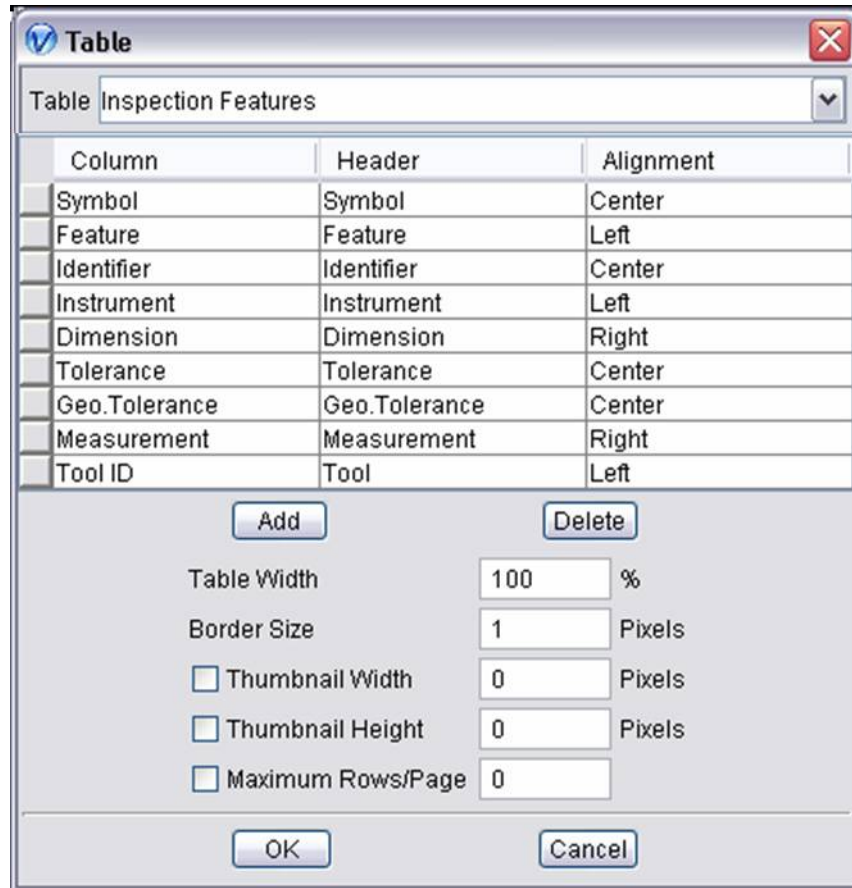 Table
Table Inspection Features
Column Header Alignment
Symbol Symbol Center
Feature Feature Left
Identifier Identifier Center
Instrument Instrument Left
Dimension Dimension Right
Tolerance Tolerance Center
Geo.Tolerance Geo.Tolerance Center
Measurement Measurement Right
Tool ID Tool Left
Add Delete
Table Width 100 %
Border Size 1 Pixels
Thumbnail Width 0 Pixels
Thumbnail Height 0 Pixels
Maximum Rows/Page 0
OK Cancel